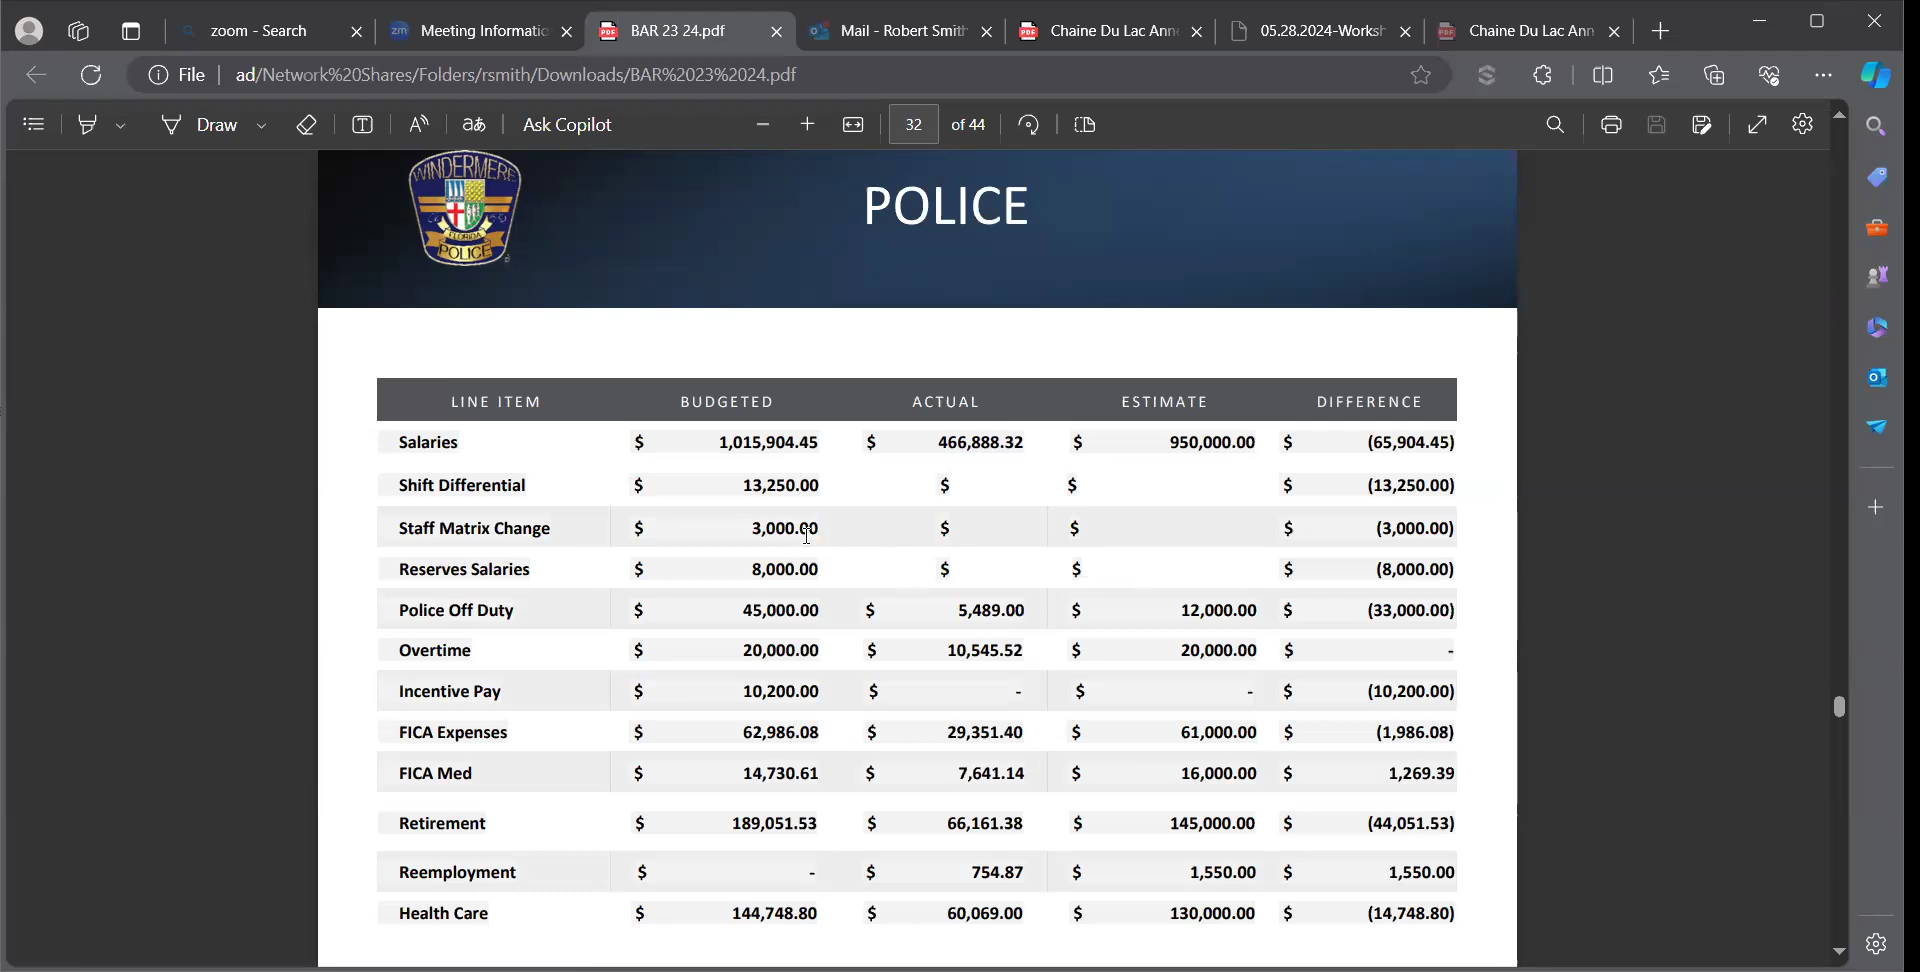 zoom - Search
Meeting Informatio
BAR 23 24.pdf
Mail - Robert Smith
Chaine Du Lac Ann
05.28.2024-Worksh
Chaine Du Lac Ann
File
ad/Network%20Shares/Folders/rsmith/Downloads/BAR%2023%2024.pdf
Draw
Ask Copilot
32 of 44
WINDERMERE
FLORIDA
POLICE
POLICE
LINE ITEM BUDGETED ACTUAL ESTIMATE DIFFERENCE
Salaries $ 1,015,904.45 $ 466,888.32 $ 950,000.00 $ (65,904.45)
Shift Differential $ 13,250.00 $ $ $ (13,250.00)
Staff Matrix Change $ 3,000.00 $ $ $ (3,000.00)
Reserves Salaries $ 8,000.00 $ $ $ (8,000.00)
Police Off Duty $ 45,000.00 $ 5,489.00 $ 12,000.00 $ (33,000.00)
Overtime $ 20,000.00 $ 10,545.52 $ 20,000.00 $ -
Incentive Pay $ 10,200.00 $ - $ - $ (10,200.00)
FICA Expenses $ 62,986.08 $ 29,351.40 $ 61,000.00 $ (1,986.08)
FICA Med $ 14,730.61 $ 7,641.14 $ 16,000.00 $ 1,269.39
Retirement $ 189,051.53 $ 66,161.38 $ 145,000.00 $ (44,051.53)
Reemployment $ - $ 754.87 $ 1,550.00 $ 1,550.00
Health Care $ 144,748.80 $ 60,069.00 $ 130,000.00 $ (14,748.80)